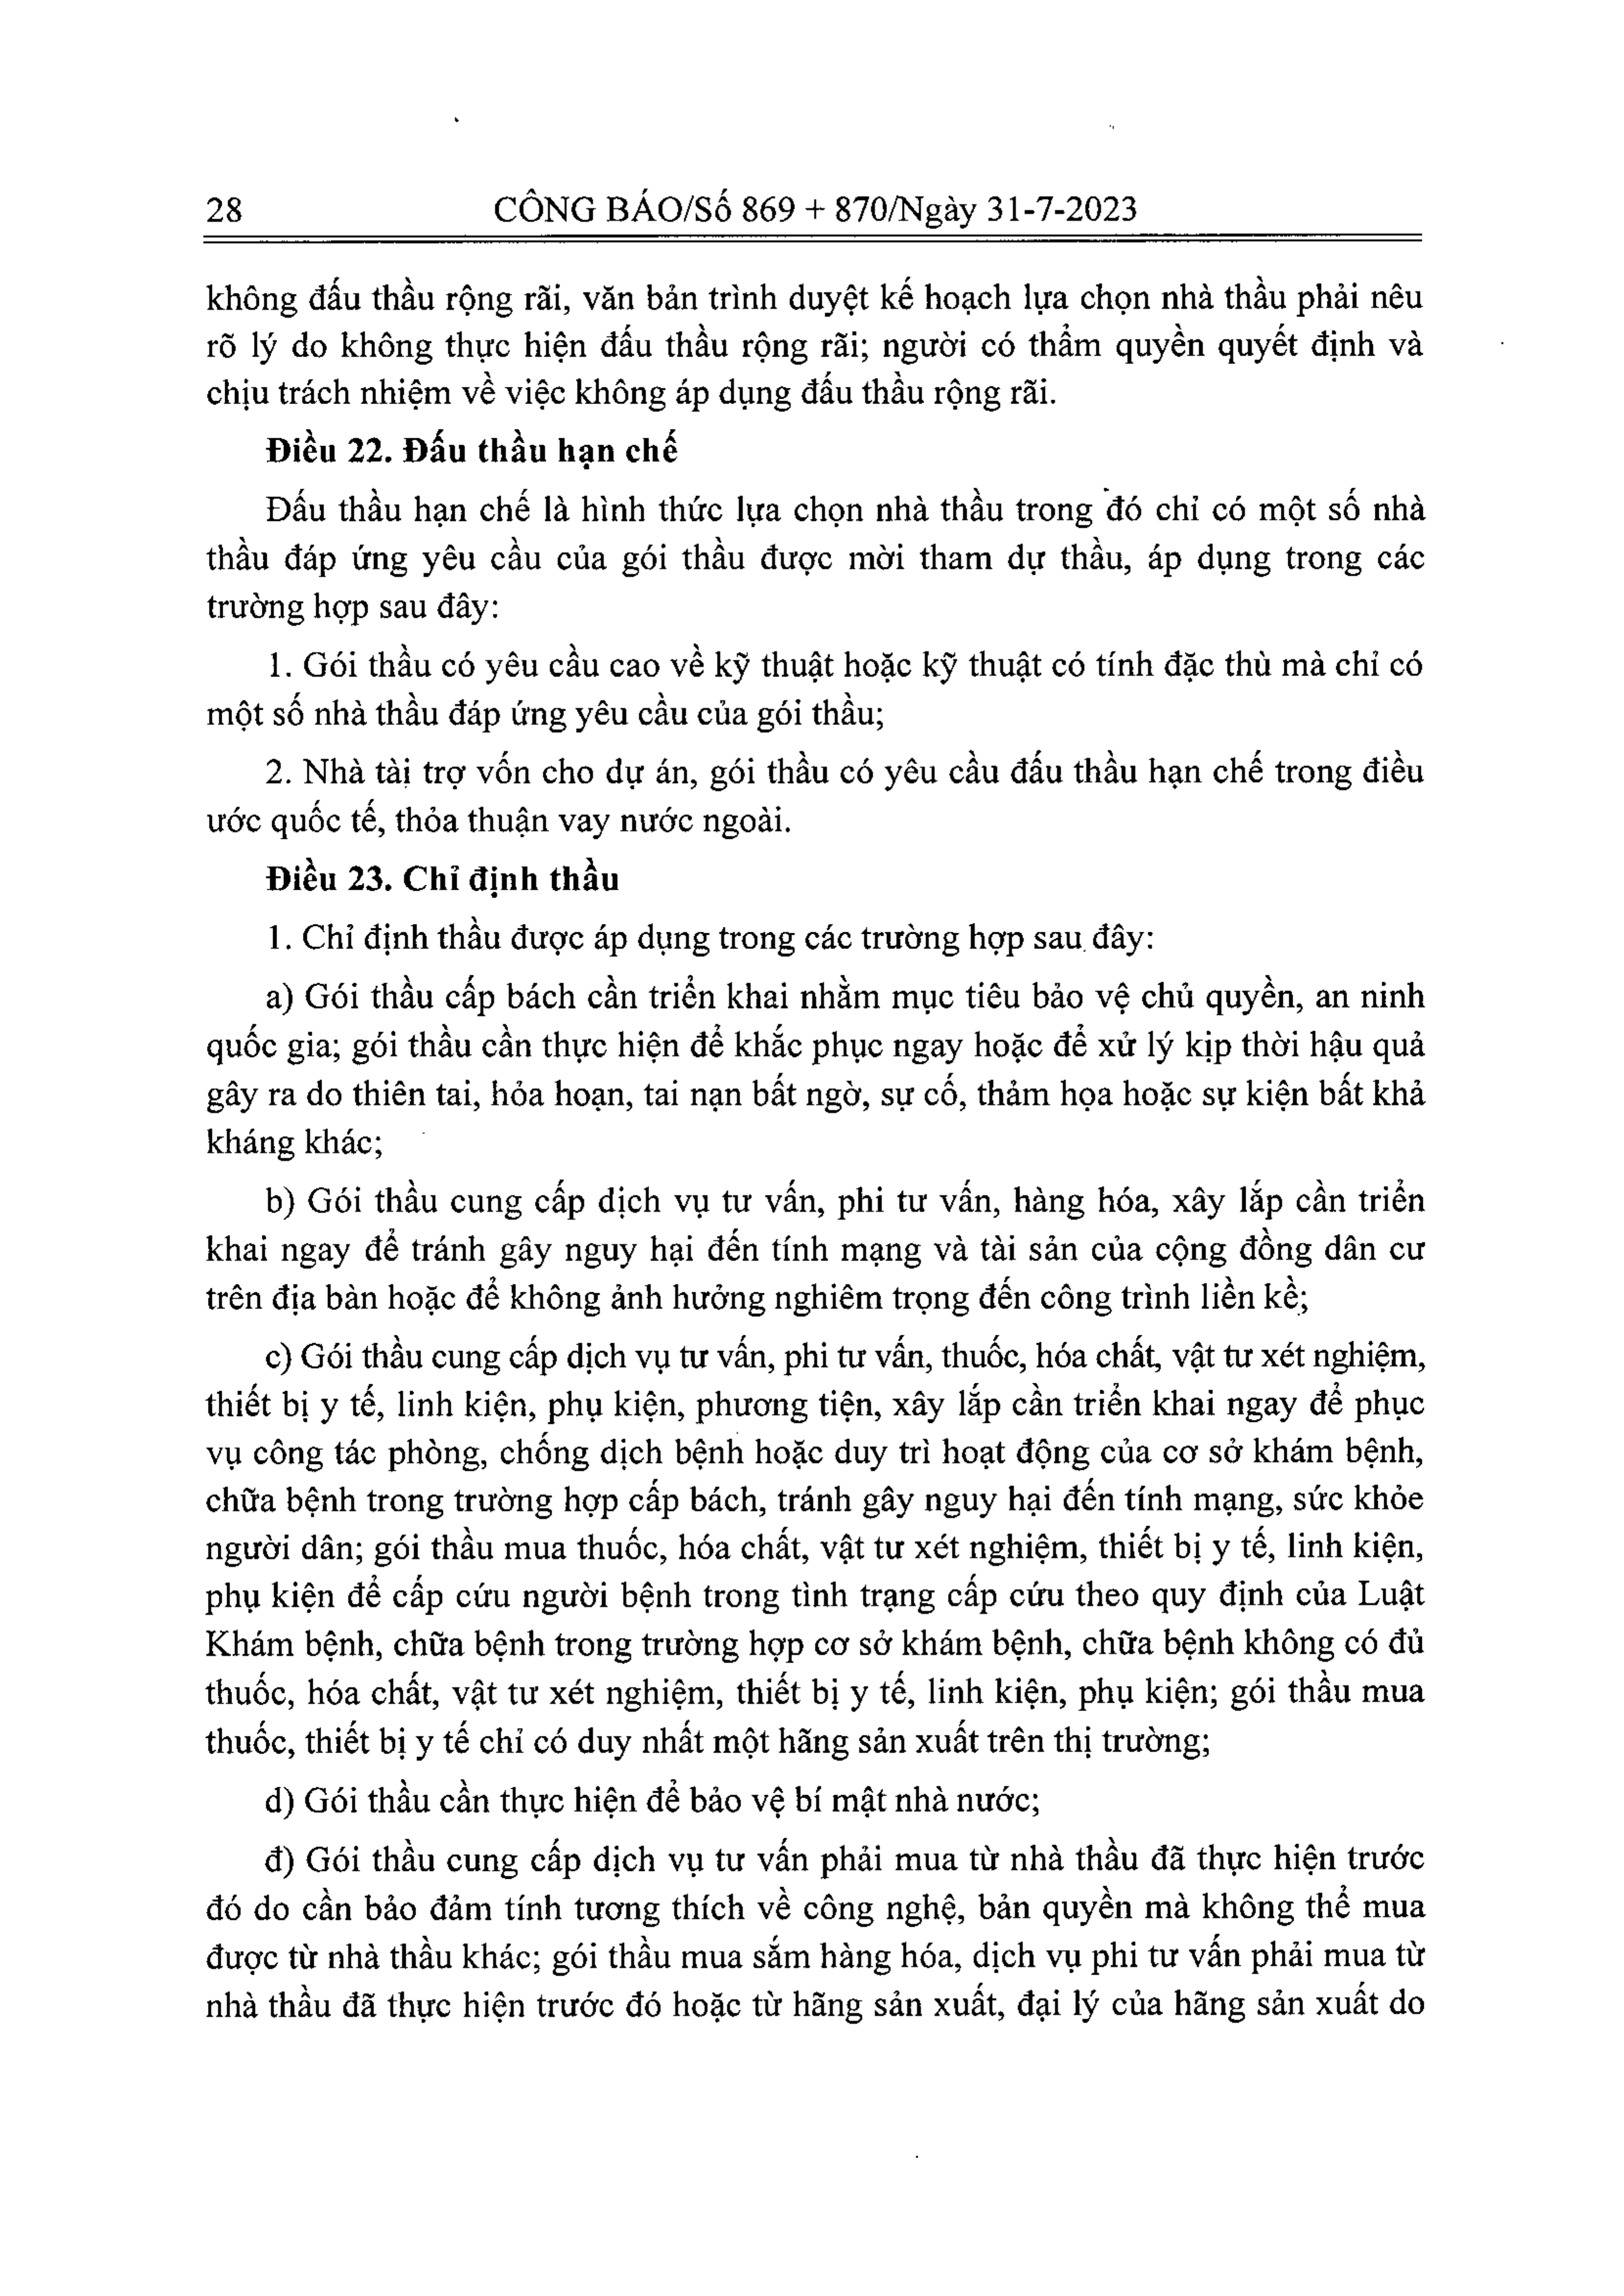 28 CÔNG BÁO/Số 869 + 870/Ngày 31-7-2023
không đấu thầu rộng rãi, văn bản trình duyệt kế hoạch lựa chọn nhà thầu phải nêu
rõ lý do không thực hiện đấu thầu rộng rãi; người có thẩm quyền quyết định và
chịu trách nhiệm về việc không áp dụng đấu thầu rộng rãi.
Điều 22. Đấu thầu hạn chế
Đấu thầu hạn chế là hình thức lựa chọn nhà thầu trong đó chỉ có một số nhà
thầu đáp ứng yêu cầu của gói thầu được mời tham dự thầu, áp dụng trong các
trường hợp sau đây:
1. Gói thầu có yêu cầu cao về kỹ thuật hoặc kỹ thuật có tính đặc thù mà chỉ có
một số nhà thầu đáp ứng yêu cầu của gói thầu;
2. Nhà tài trợ vốn cho dự án, gói thầu có yêu cầu đấu thầu hạn chế trong điều
ước quốc tế, thỏa thuận vay nước ngoài.
Điều 23. Chỉ định thầu
1. Chỉ định thầu được áp dụng trong các trường hợp sau đây:
a) Gói thầu cấp bách cần triển khai nhằm mục tiêu bảo vệ chủ quyền, an ninh
quốc gia; gói thầu cần thực hiện để khắc phục ngay hoặc để xử lý kịp thời hậu quả
gây ra do thiên tai, hỏa hoạn, tai nạn bất ngờ, sự cố, thảm họa hoặc sự kiện bất khả
kháng khác;
b) Gói thầu cung cấp dịch vụ tư vấn, phi tư vấn, hàng hóa, xây lắp cần triển
khai ngay để tránh gây nguy hại đến tính mạng và tài sản của cộng đồng dân cư
trên địa bàn hoặc để không ảnh hưởng nghiêm trọng đến công trình liền kề;
c) Gói thầu cung cấp dịch vụ tư vấn, phi tư vấn, thuốc, hóa chất, vật tư xét nghiệm,
thiết bị y tế, linh kiện, phụ kiện, phương tiện, xây lắp cần triển khai ngay để phục
vụ công tác phòng, chống dịch bệnh hoặc duy trì hoạt động của cơ sở khám bệnh,
chữa bệnh trong trường hợp cấp bách, tránh gây nguy hại đến tính mạng, sức khỏe
người dân; gói thầu mua thuốc, hóa chất, vật tư xét nghiệm, thiết bị y tế, linh kiện,
phụ kiện để cấp cứu người bệnh trong tình trạng cấp cứu theo quy định của Luật
Khám bệnh, chữa bệnh trong trường hợp cơ sở khám bệnh, chữa bệnh không có đủ
thuốc, hóa chất, vật tư xét nghiệm, thiết bị y tế, linh kiện, phụ kiện; gói thầu mua
thuốc, thiết bị y tế chỉ có duy nhất một hãng sản xuất trên thị trường;
d) Gói thầu cần thực hiện để bảo vệ bí mật nhà nước;
đ) Gói thầu cung cấp dịch vụ tư vấn phải mua từ nhà thầu đã thực hiện trước
đó do cần bảo đảm tính tương thích về công nghệ, bản quyền mà không thể mua
được từ nhà thầu khác; gói thầu mua sắm hàng hóa, dịch vụ phi tư vấn phải mua từ
nhà thầu đã thực hiện trước đó hoặc từ hãng sản xuất, đại lý của hãng sản xuất do